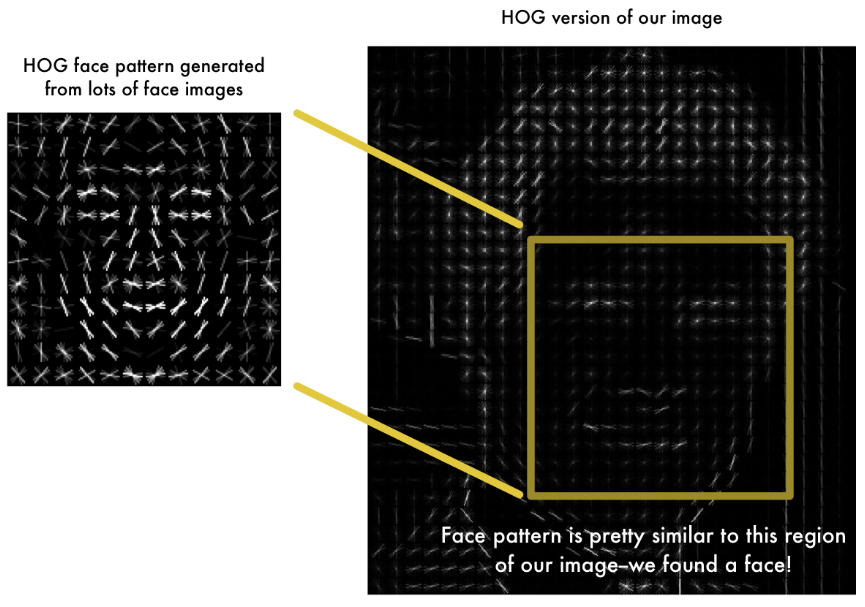 HOG version of our image
HOG face pattern generated
from lots of face images
Face pattern is pretty similar to this region
of our image–we found a face!